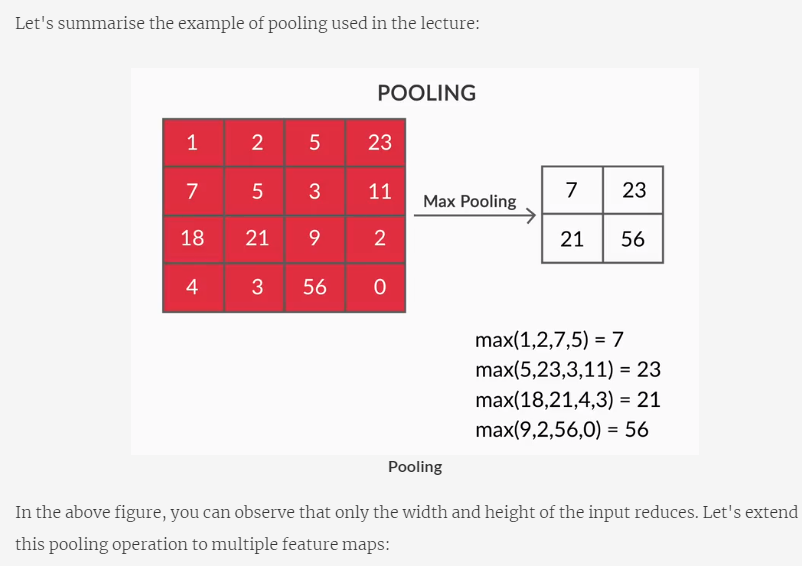 Let's summarise the example of pooling used in the lecture:
POOLING
1 2 5 23
7 5 3 11
18 21 9 2
4 3 56 0
Max Pooling
7 23
21 56
max(1,2,7,5) = 7
max(5,23,3,11) = 23
max(18,21,4,3) = 21
max(9,2,56,0) = 56
Pooling
In the above figure, you can observe that only the width and height of the input reduces. Let's extend
this pooling operation to multiple feature maps: